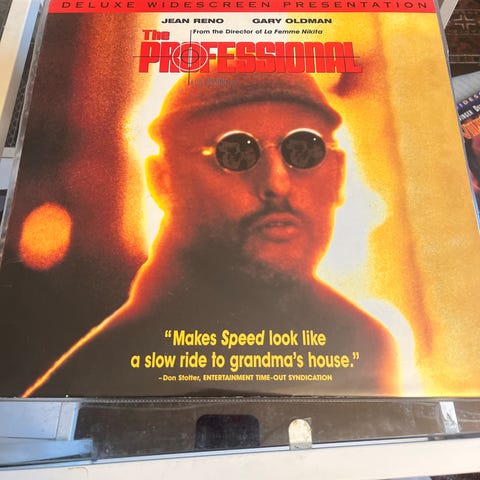 DELUXE WIDESCREEN PRESENTATION
JEAN RENO GARY OLDMAN
From the Director of La Femme Nikita
The
PROFESSIONAL
"Makes Speed look like
a slow ride to grandma's house."
– Don Stotter, ENTERTAINMENT TIME-OUT SYNDICATION